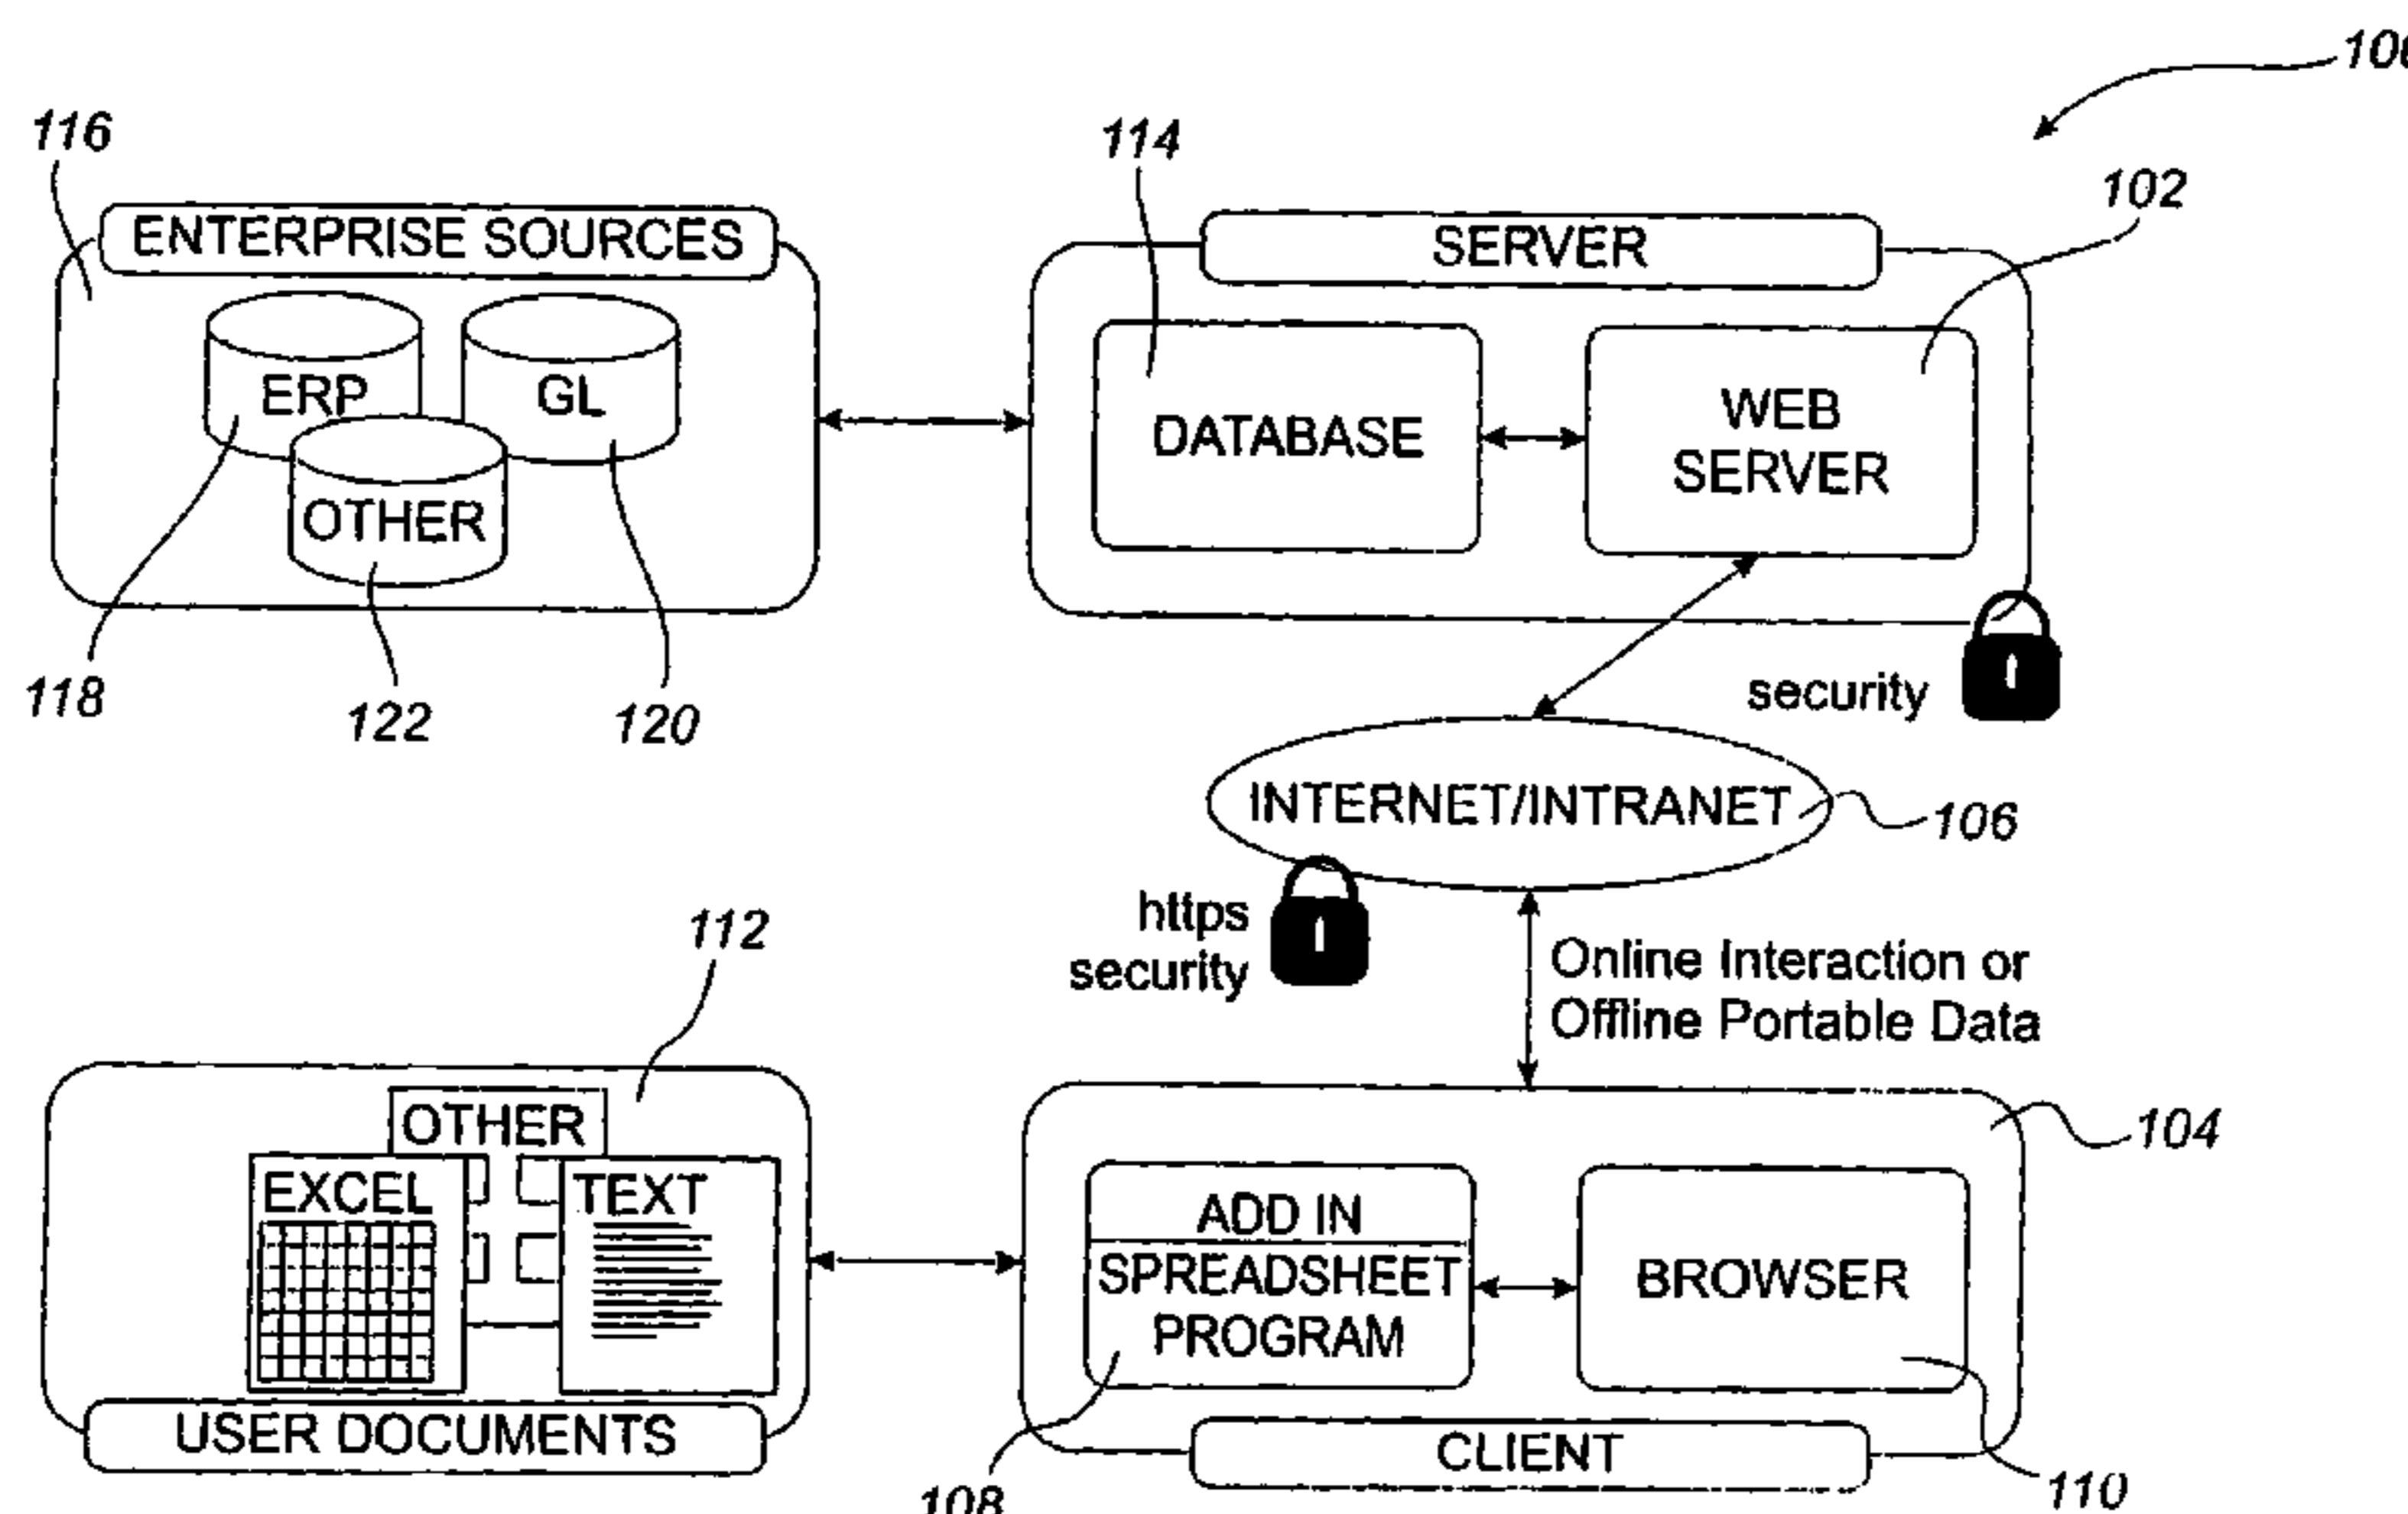 100
116
114
102
ENTERPRISE SOURCES
SERVER
ERP
GL
OTHER
DATABASE
WEB
SERVER
118
122
120
security
INTERNET/INTRANET
106
https
security
Online Interaction or
Offline Portable Data
112
OTHER
EXCEL
TEXT
USER DOCUMENTS
104
ADD IN
SPREADSHEET
PROGRAM
BROWSER
CLIENT
108
110